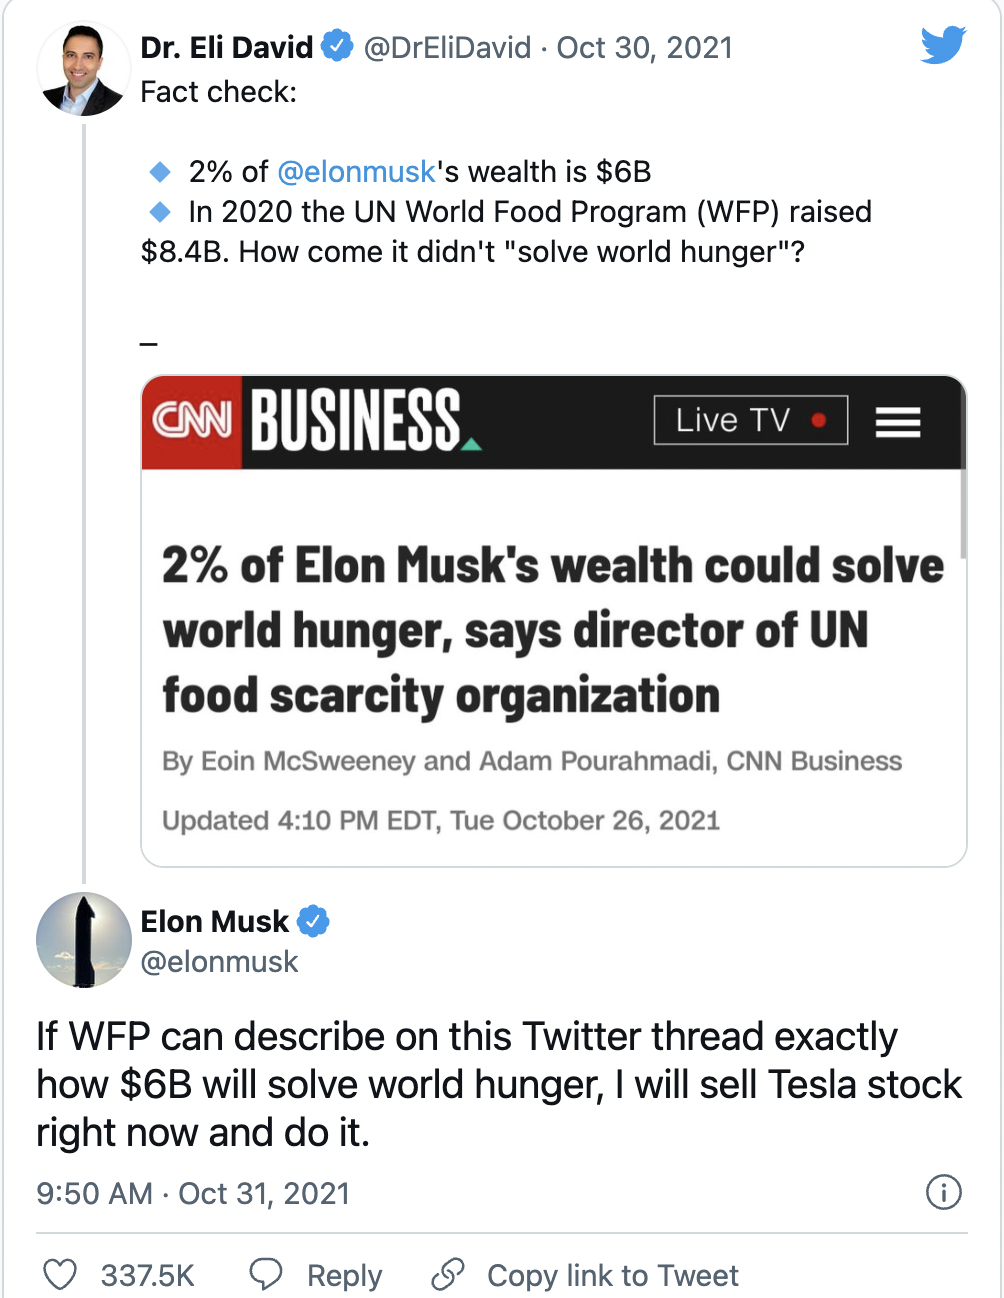 Dr. Eli David @DrEliDavid · Oct 30, 2021
Fact check:
2% of @elonmusk's wealth is $6B
In 2020 the UN World Food Program (WFP) raised
$8.4B. How come it didn't "solve world hunger"?
_
CNN BUSINESS Live TV
2% of Elon Musk's wealth could solve
world hunger, says director of UN
food scarcity organization
By Eoin McSweeney and Adam Pourahmadi, CNN Business
Updated 4:10 PM EDT, Tue October 26, 2021
Elon Musk
@elonmusk
If WFP can describe on this Twitter thread exactly
how $6B will solve world hunger, I will sell Tesla stock
right now and do it.
9:50 AM · Oct 31, 2021
337.5K Reply Copy link to Tweet